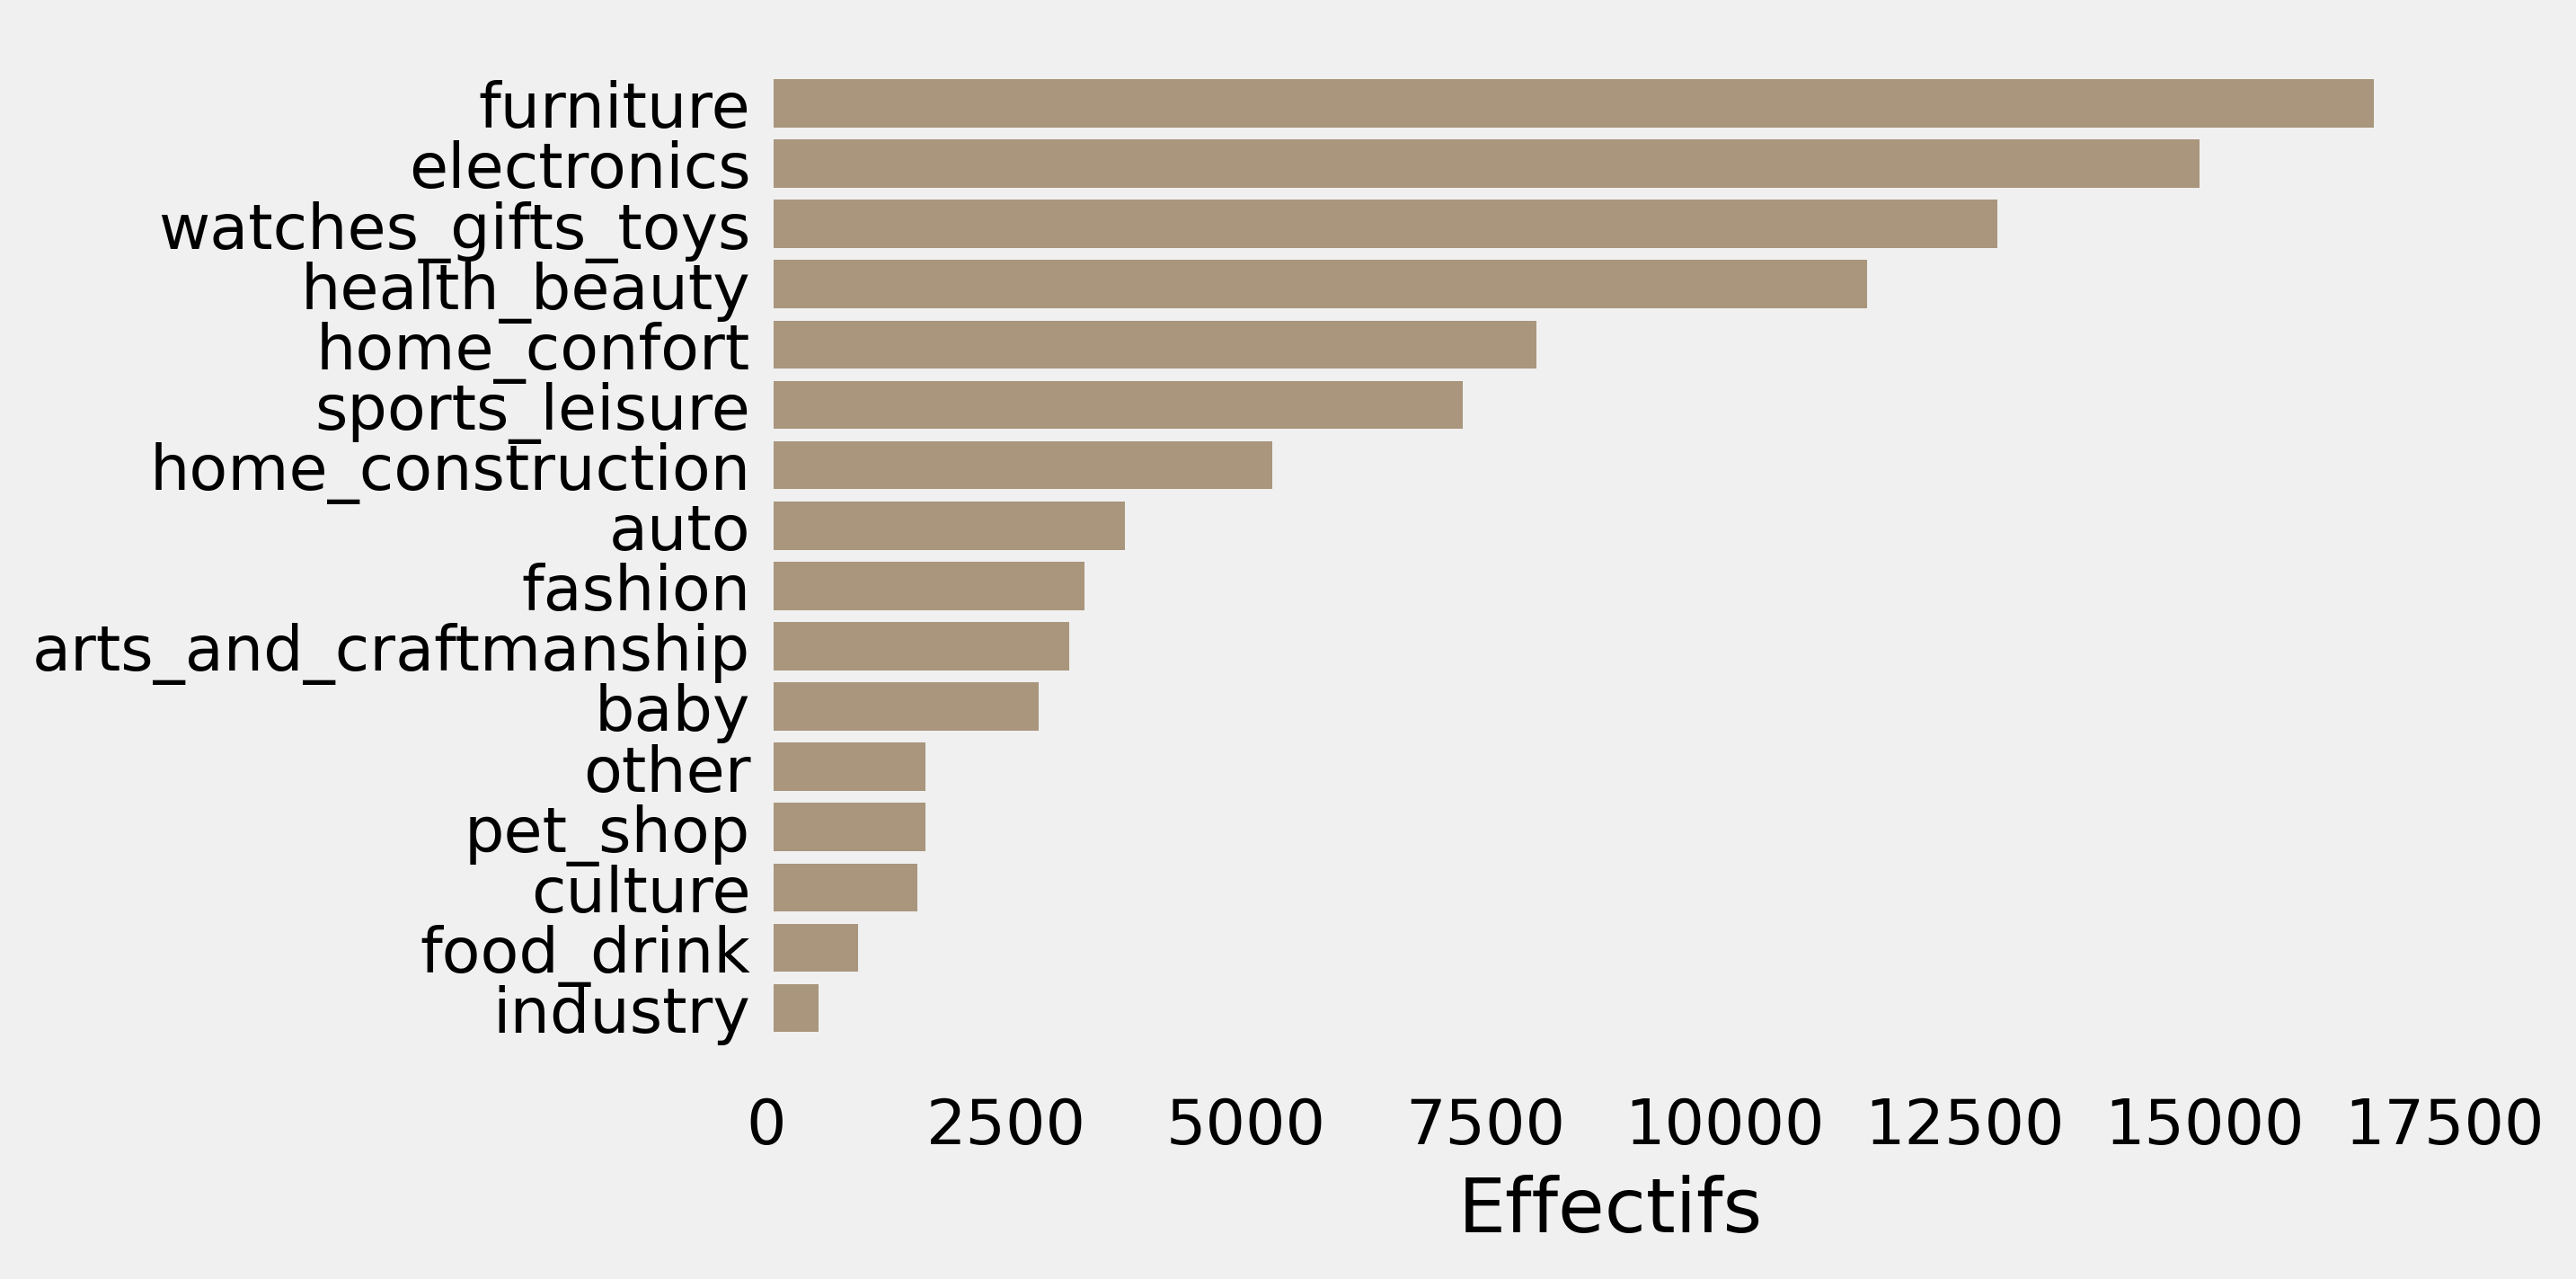 furniture
electronics
watches_gifts_toys
health_beauty
home_confort
sports_leisure
home_construction
auto
fashion
arts_and_craftmanship
baby
other
pet_shop
culture
food_drink
industry
0 2500 5000 7500 10000 12500 15000 17500
Effectifs